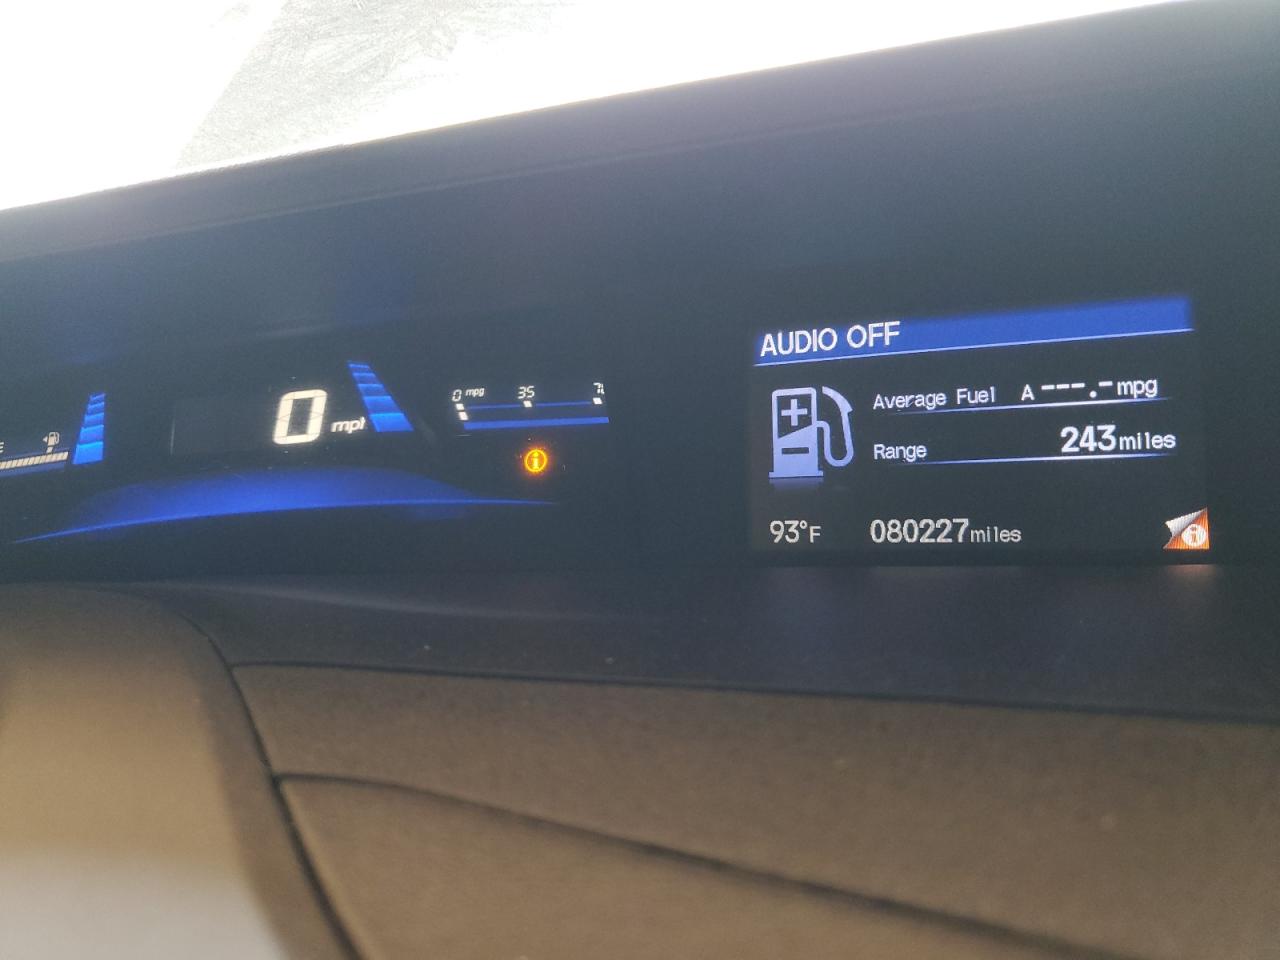 AUDIO OFF
0 mpg 35
0 mph
Average Fuel A ---.- mpg
Range 243 miles
93°F 080227 miles